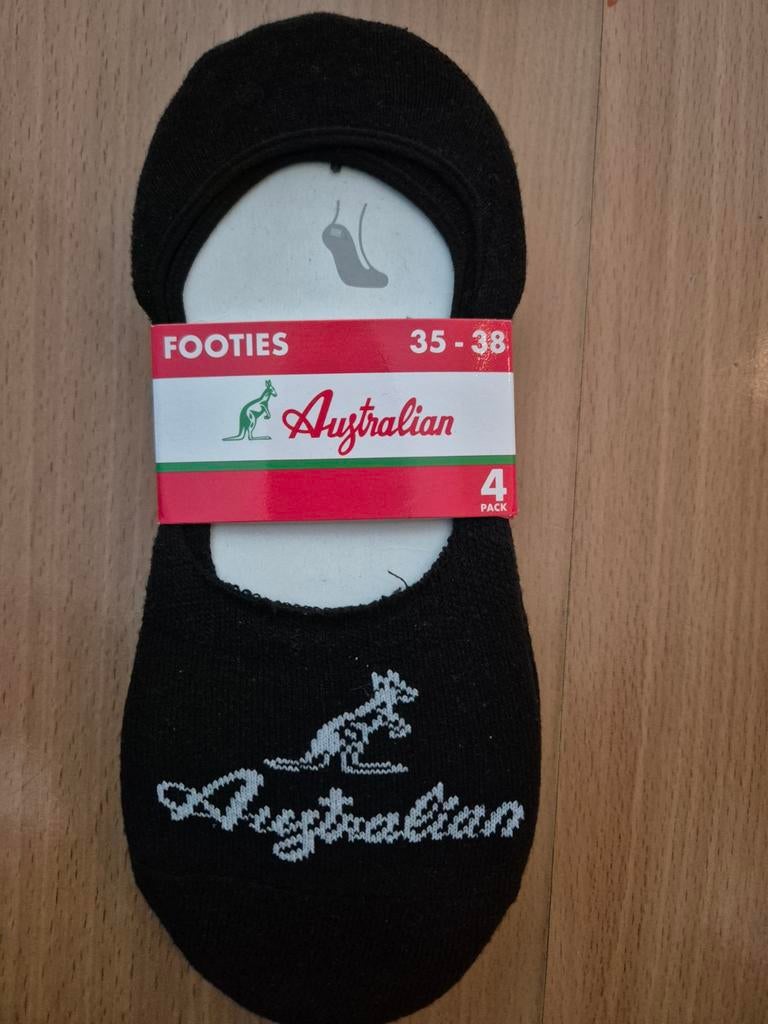 FOOTIES 35 - 38
Australian
4
PACK
Australian